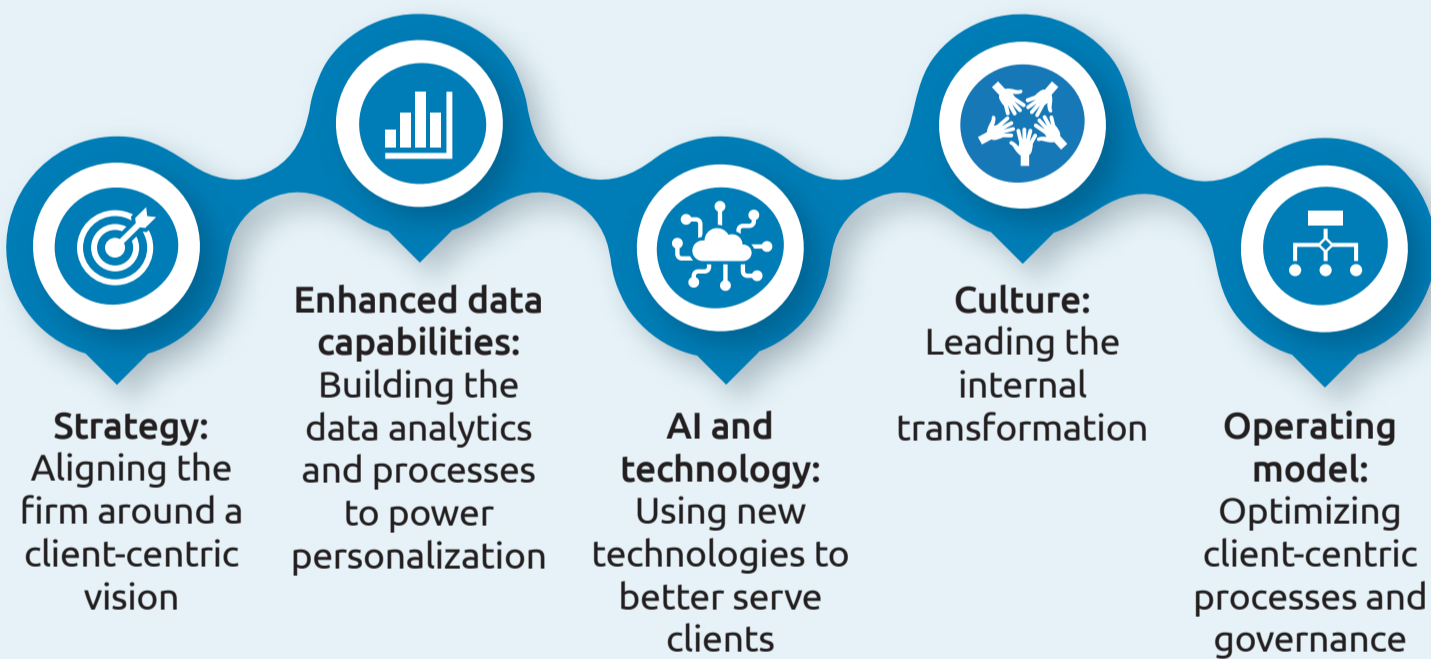 Strategy:
Aligning the
firm around a
client-centric
vision
Enhanced data
capabilities:
Building the
data analytics
and processes
to power
personalization
AI and
technology:
Using new
technologies to
better serve
clients
Culture:
Leading the
internal
transformation
Operating
model:
Optimizing
client-centric
processes and
governance